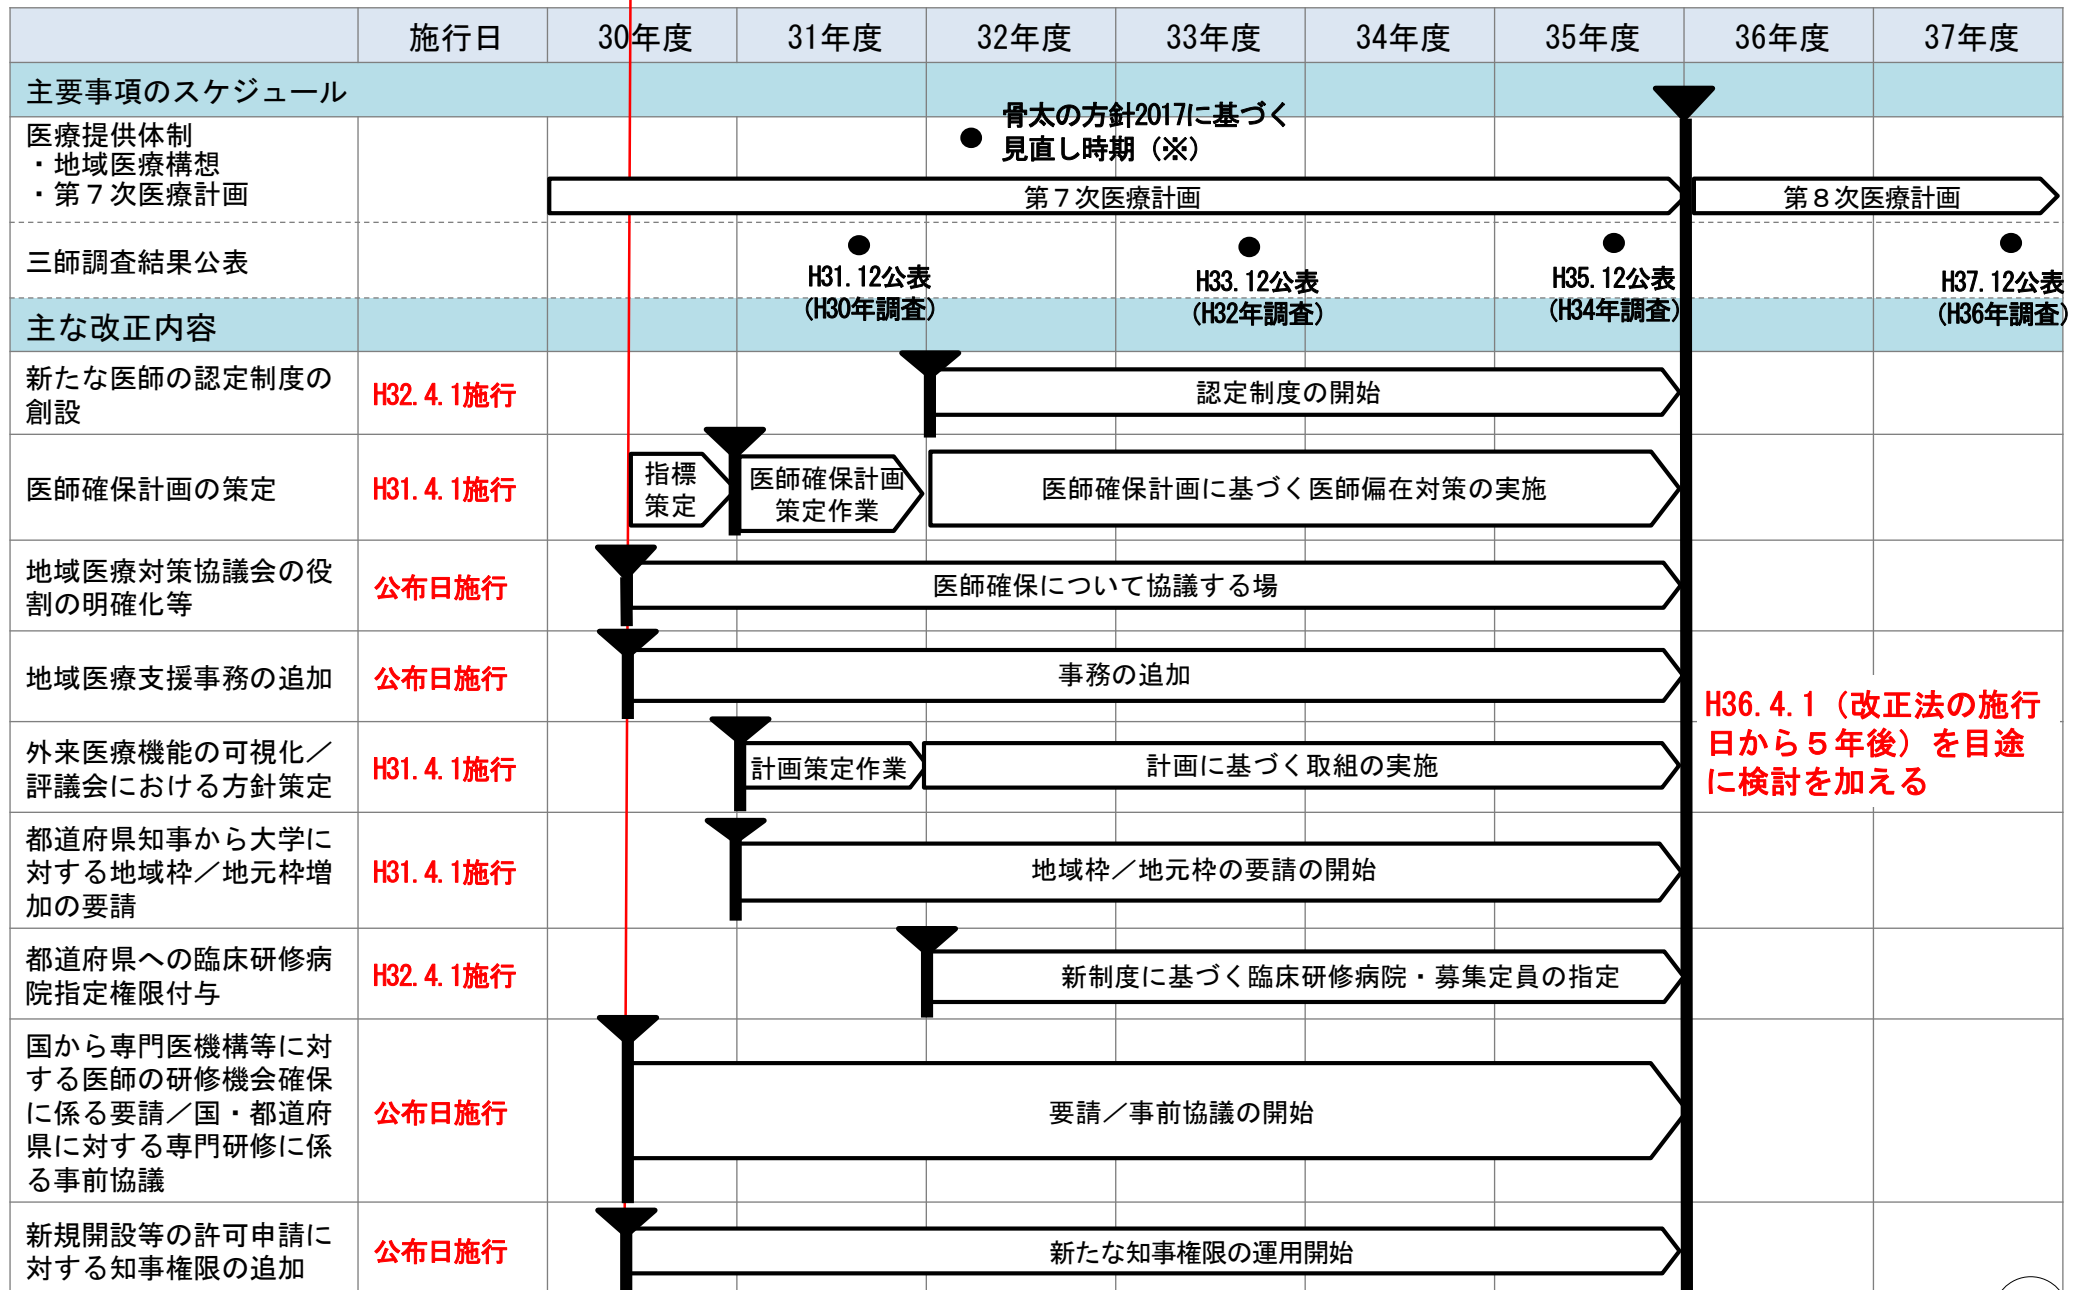 施行日 30年度 31年度 32年度 33年度 34年度 35年度 36年度 37年度
主要事項のスケジュール
医療提供体制
・地域医療構想
・第７次医療計画
骨太の方針2017に基づく
見直し時期（※）
第７次医療計画 第８次医療計画
三師調査結果公表
H31.12公表
(H30年調査)
H33.12公表
(H32年調査)
H35.12公表
(H34年調査)
H37.12公表
(H36年調査)
主な改正内容
新たな医師の認定制度の
創設
H32.4.1施行
認定制度の開始
医師確保計画の策定
H31.4.1施行
指標
策定
医師確保計画
策定作業
医師確保計画に基づく医師偏在対策の実施
地域医療対策協議会の役
割の明確化等
公布日施行
医師確保について協議する場
地域医療支援事務の追加
公布日施行
事務の追加
H36.4.1（改正法の施行
日から５年後）を目途
に検討を加える
外来医療機能の可視化／
評議会における方針策定
H31.4.1施行
計画策定作業
計画に基づく取組の実施
都道府県知事から大学に
対する地域枠／地元枠増
加の要請
H31.4.1施行
地域枠／地元枠の要請の開始
都道府県への臨床研修病
院指定権限付与
H32.4.1施行
新制度に基づく臨床研修病院・募集定員の指定
国から専門医機構等に対
する医師の研修機会確保
に係る要請／国・都道府
県に対する専門研修に係
る事前協議
公布日施行
要請／事前協議の開始
新規開設等の許可申請に
対する知事権限の追加
公布日施行
新たな知事権限の運用開始